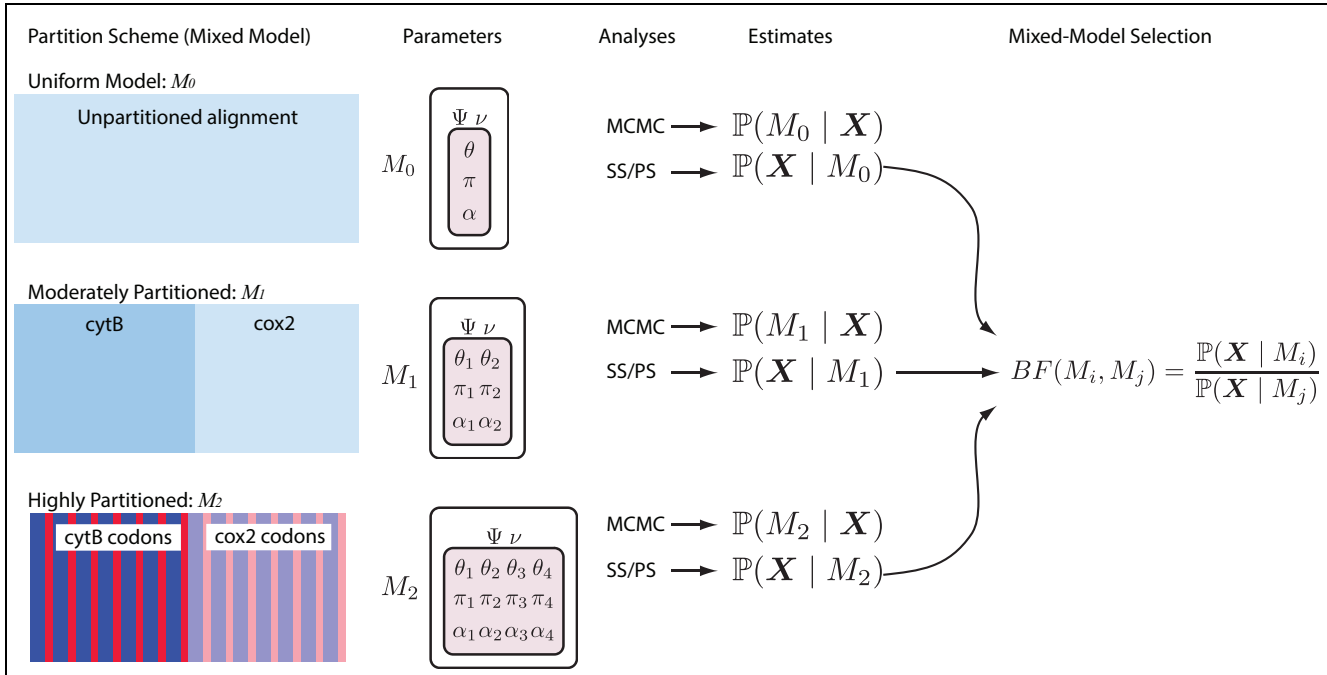 Partition Scheme (Mixed Model) Parameters Analyses Estimates Mixed-Model Selection
Uniform Model: M0
Unpartitioned alignment
M0
Ψ ν
θ
π
α
MCMC ℙ(M0 | X)
SS/PS ℙ(X | M0)
Moderately Partitioned: M1
cytB cox2
M1
Ψ ν
θ1 θ2
π1 π2
α1 α2
MCMC ℙ(M1 | X)
SS/PS ℙ(X | M1)
BF(Mi, Mj) = ℙ(X | Mi) / ℙ(X | Mj)
Highly Partitioned: M2
cytB codons cox2 codons
M2
Ψ ν
θ1 θ2 θ3 θ4
π1 π2 π3 π4
α1 α2 α3 α4
MCMC ℙ(M2 | X)
SS/PS ℙ(X | M2)